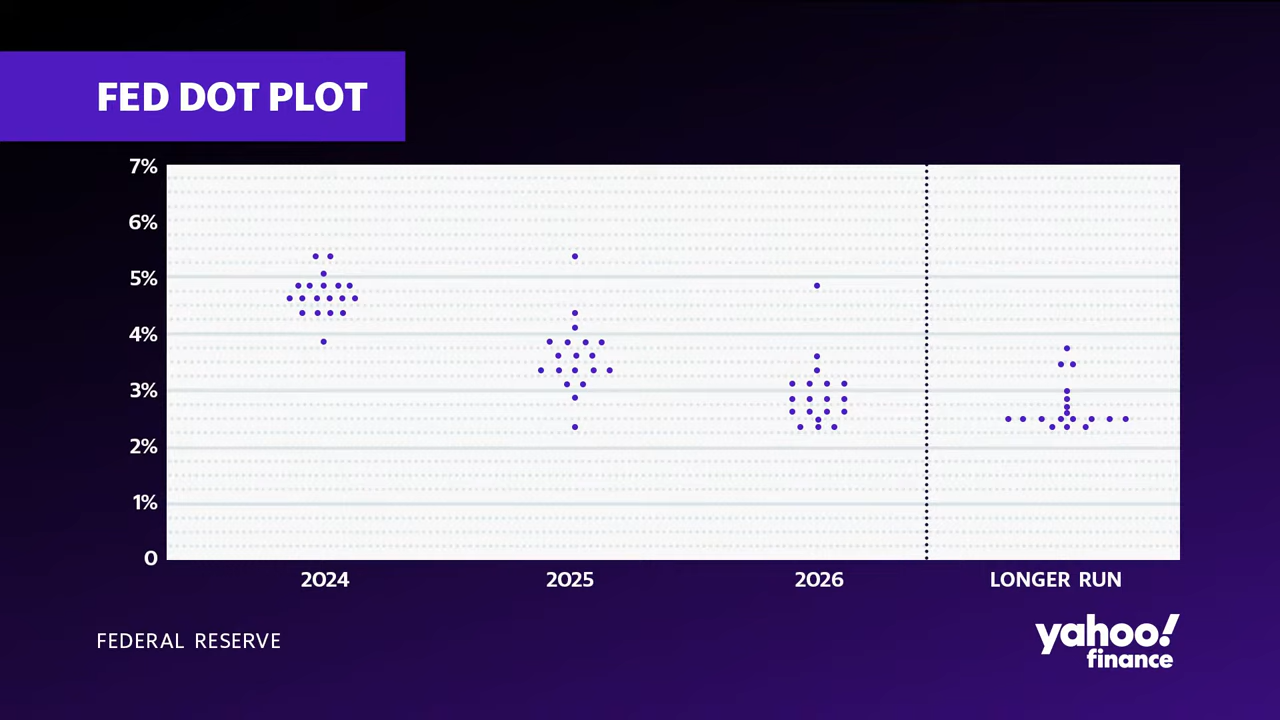 FED DOT PLOT
7%
6%
5%
4%
3%
2%
1%
0
2024
2025
2026
LONGER RUN
FEDERAL RESERVE
yahoo!
finance